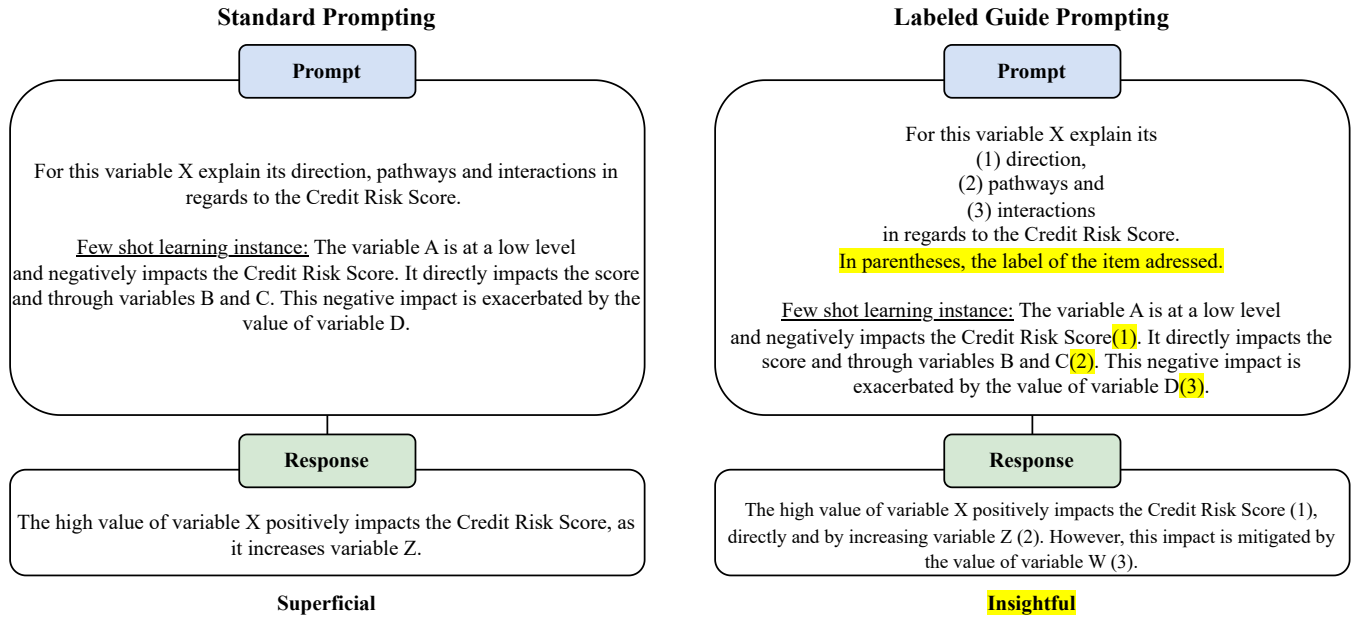 Standard Prompting
Prompt
For this variable X explain its direction, pathways and interactions in
regards to the Credit Risk Score.
Few shot learning instance: The variable A is at a low level
and negatively impacts the Credit Risk Score. It directly impacts the score
and through variables B and C. This negative impact is exacerbated by the
value of variable D.
Response
The high value of variable X positively impacts the Credit Risk Score, as
it increases variable Z.
Superficial
Labeled Guide Prompting
Prompt
For this variable X explain its
(1) direction,
(2) pathways and
(3) interactions
in regards to the Credit Risk Score.
In parentheses, the label of the item adressed.
Few shot learning instance: The variable A is at a low level
and negatively impacts the Credit Risk Score(1). It directly impacts the
score and through variables B and C(2). This negative impact is
exacerbated by the value of variable D(3).
Response
The high value of variable X positively impacts the Credit Risk Score (1),
directly and by increasing variable Z (2). However, this impact is mitigated by
the value of variable W (3).
Insightful